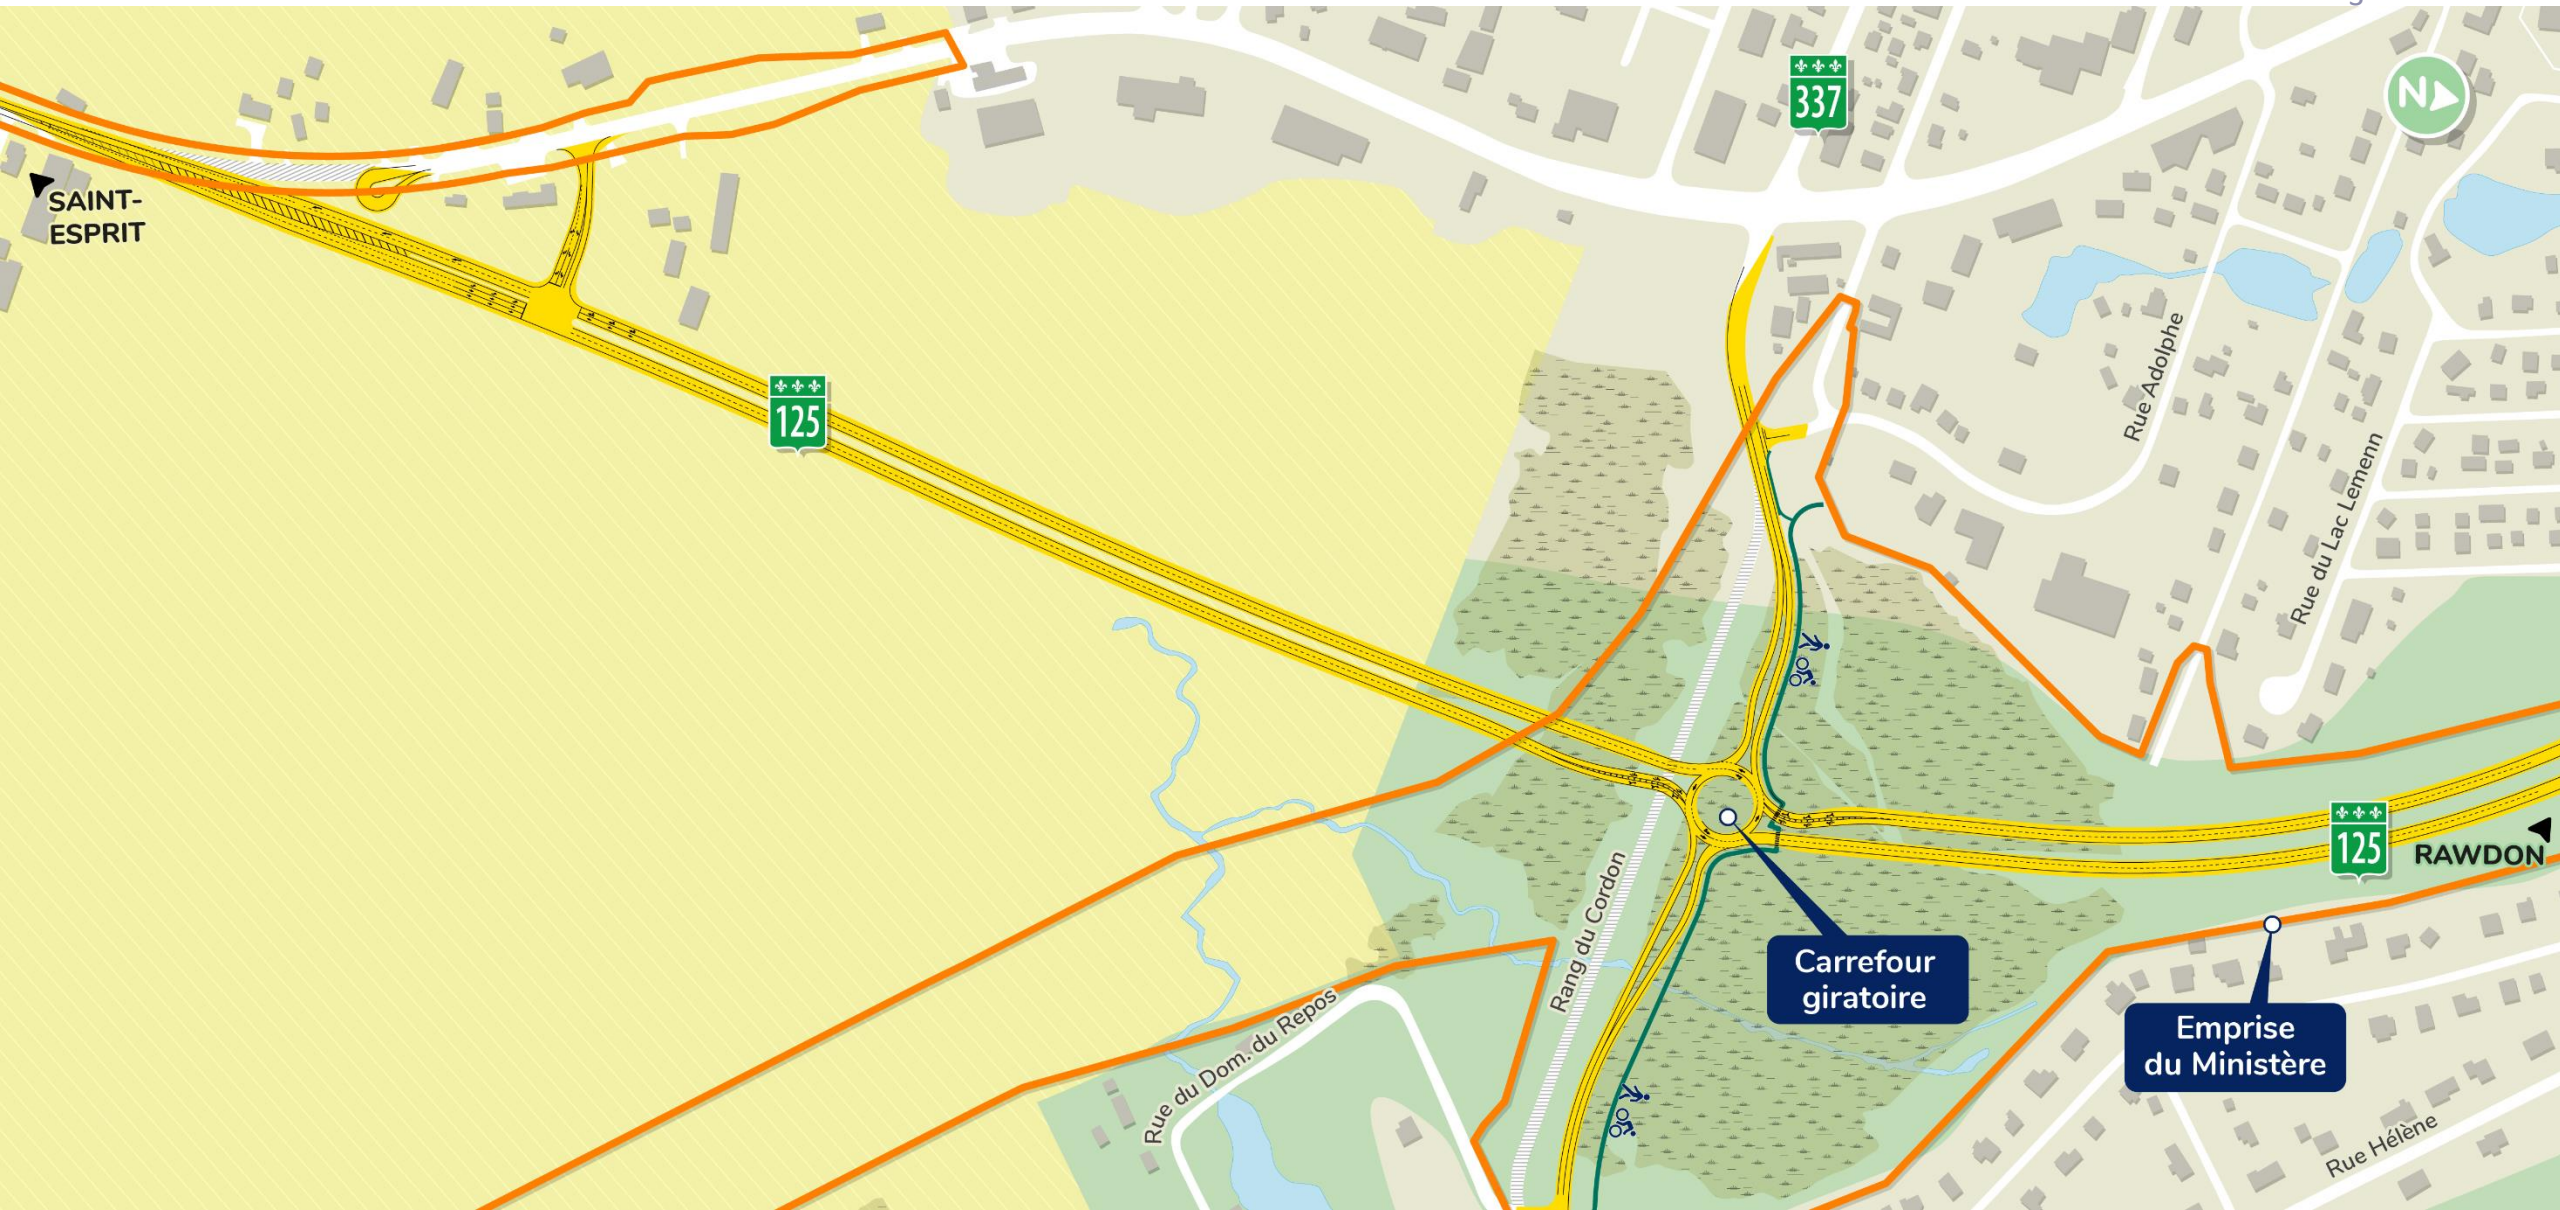 337
N
SAINT-
ESPRIT
125
Rue Adolphe
Rue du Lac Lemenn
125
RAWDON
Rang du Cordon
Carrefour
giratoire
Emprise
du Ministère
Rue du Dom. du Repos
Rue Hélène